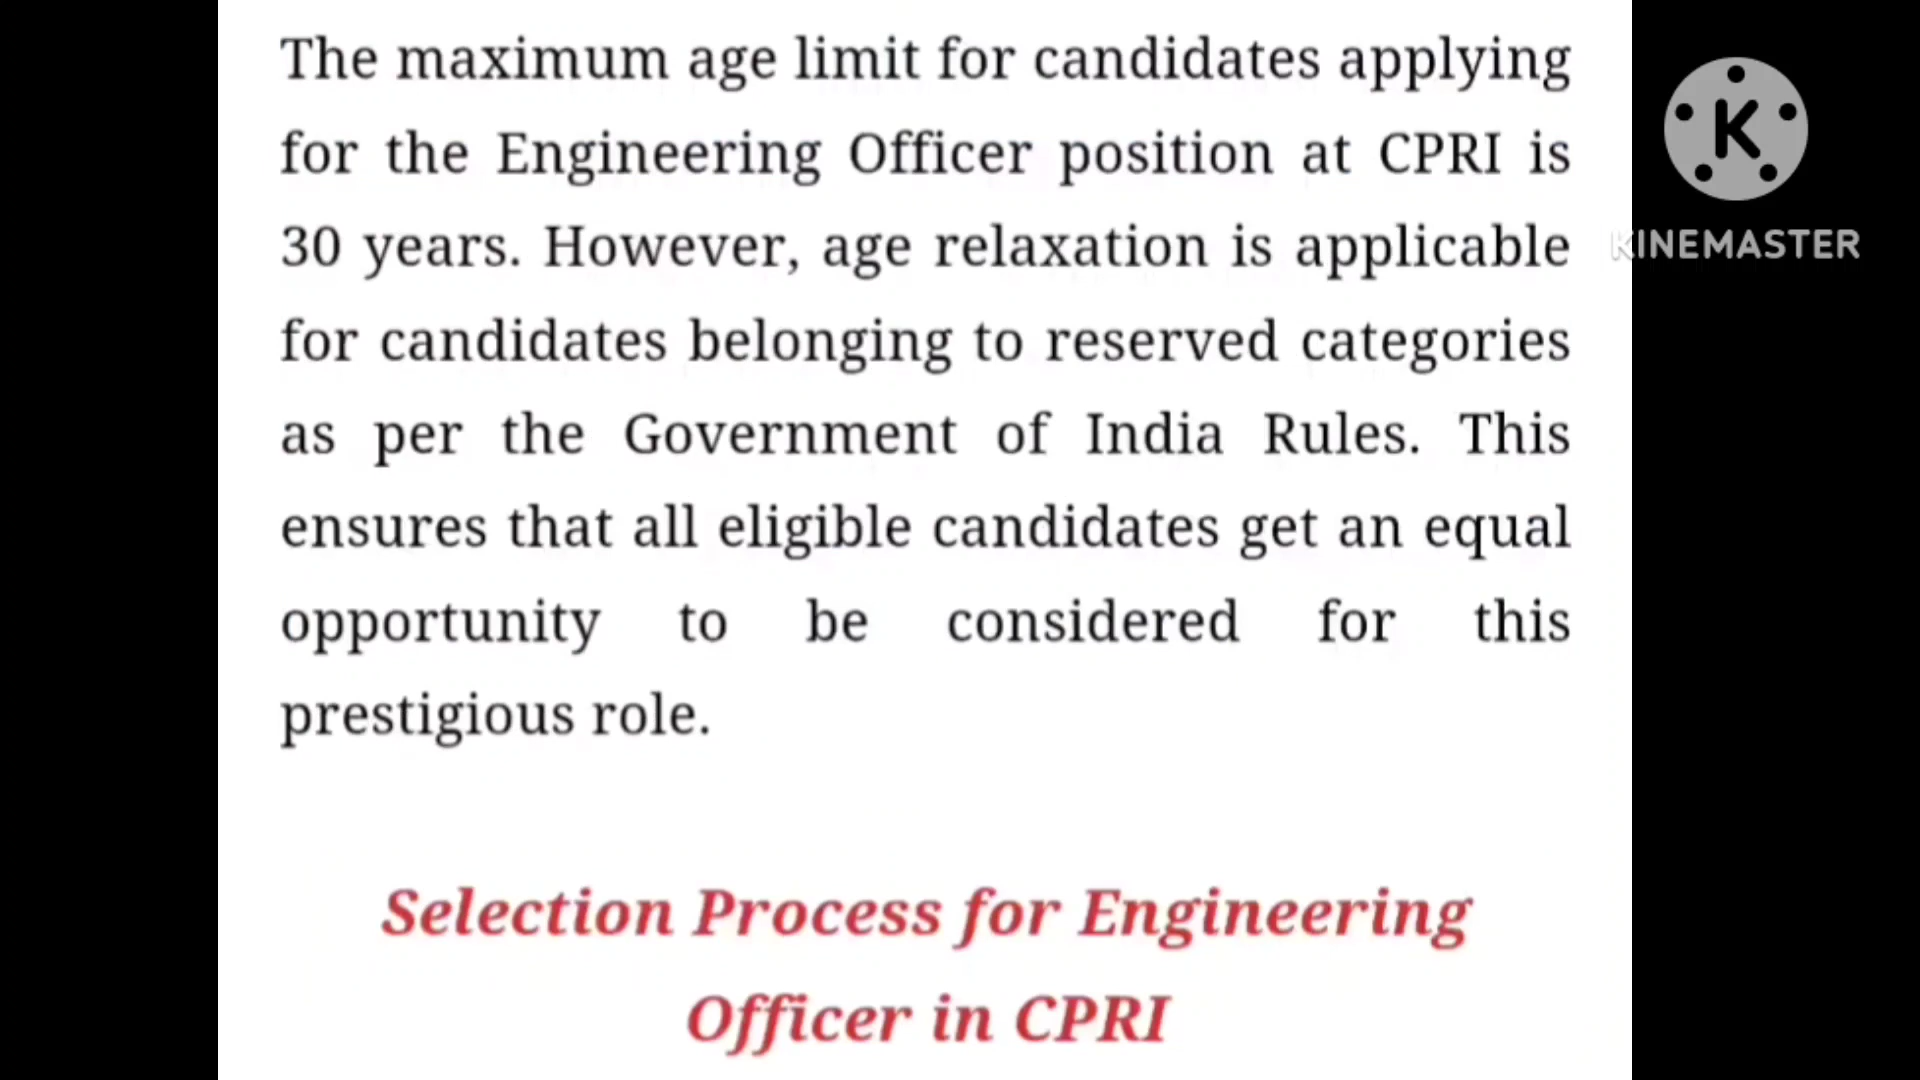 The maximum age limit for candidates applying
for the Engineering Officer position at CPRI is
30 years. However, age relaxation is applicable
for candidates belonging to reserved categories
as per the Government of India Rules. This
ensures that all eligible candidates get an equal
opportunity to be considered for this
prestigious role.
Selection Process for Engineering
Officer in CPRI
K
KINEMASTER